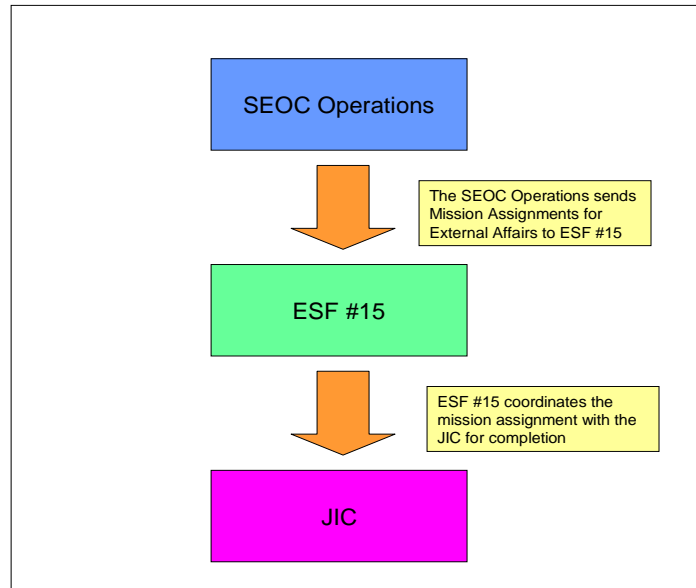 SEOC Operations
The SEOC Operations sends
Mission Assignments for
External Affairs to ESF #15
ESF #15
ESF #15 coordinates the
mission assignment with the
JIC for completion
JIC